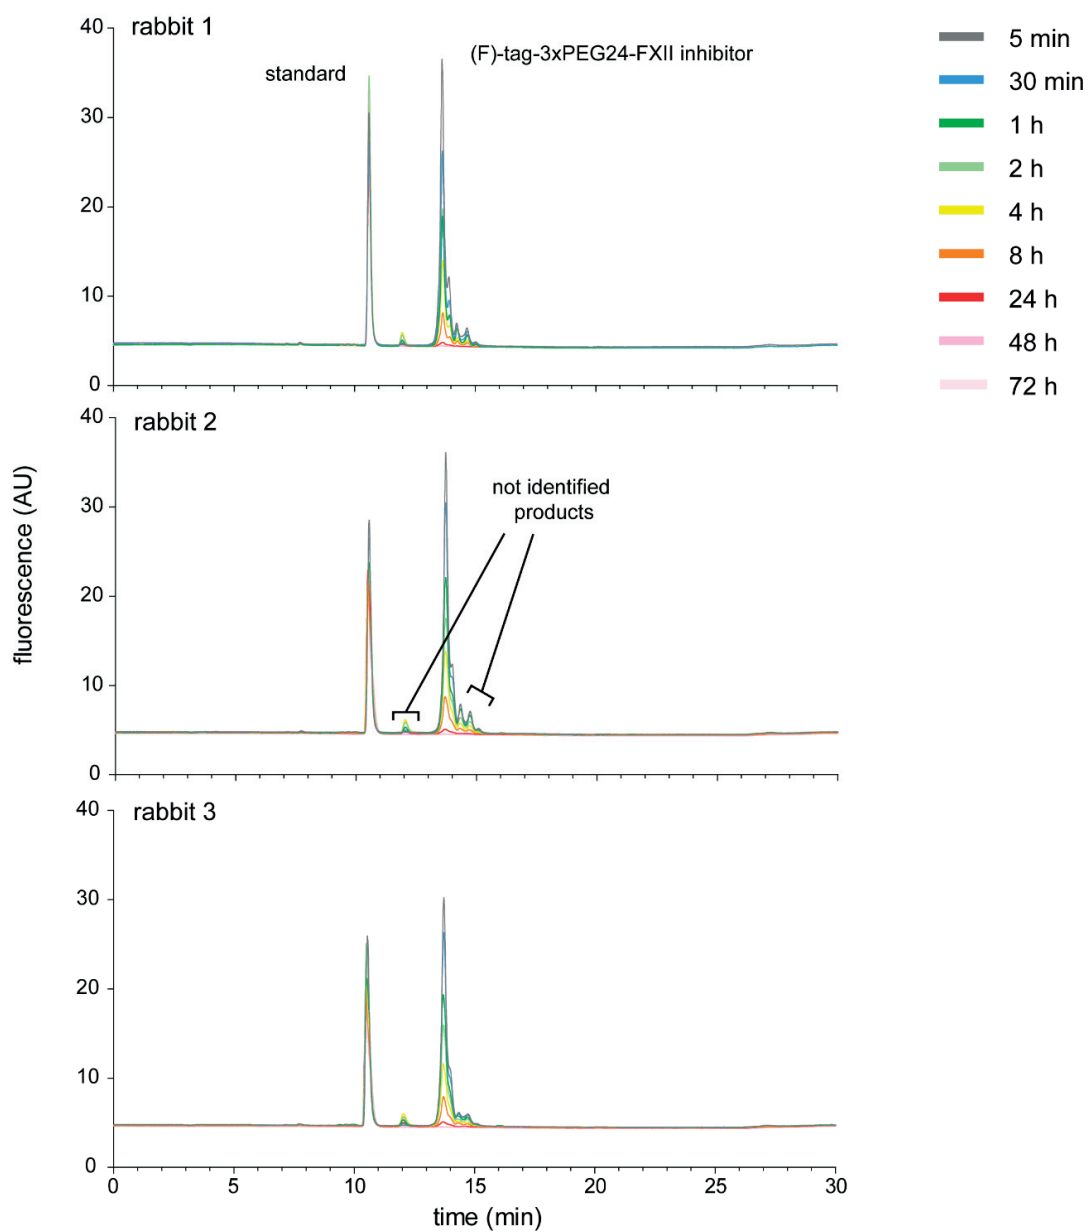 rabbit 1
40
30
20
10
0
standard
(F)-tag-3xPEG24-FXII inhibitor
5 min
30 min
1 h
2 h
4 h
8 h
24 h
48 h
72 h
rabbit 2
40
30
20
10
0
not identified
products
fluorescence (AU)
rabbit 3
40
30
20
10
0
0 5 10 15 20 25 30
time (min)